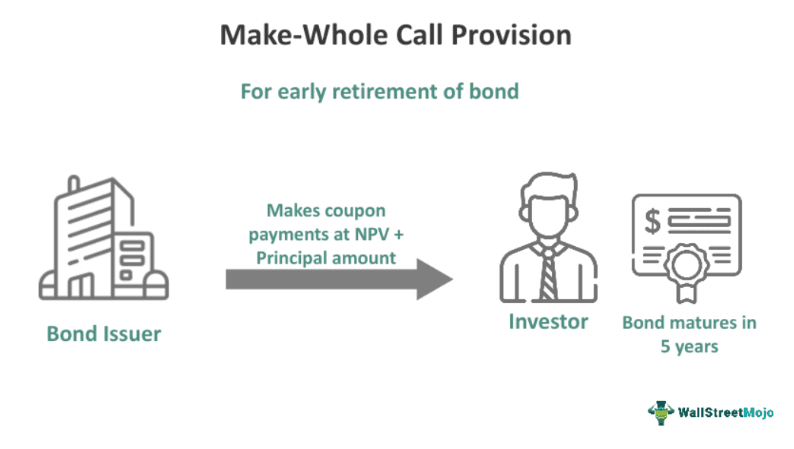 Make-Whole Call Provision
For early retirement of bond
Makes coupon
payments at NPV +
Principal amount
$
Bond Issuer
Investor
Bond matures in
5 years
WallStreetMojo